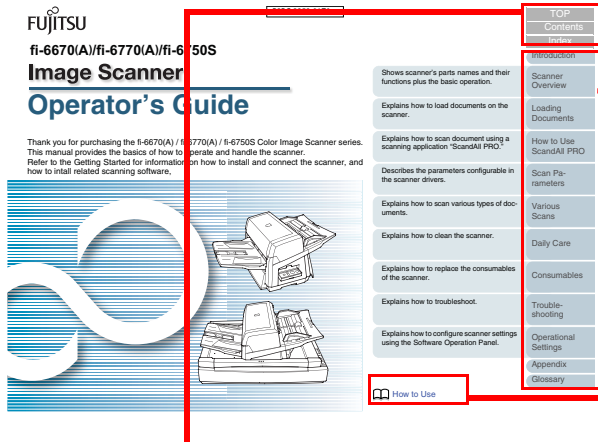 FUJITSU
fi-6670(A)/fi-6770(A)/fi-6750S
Image Scanner
Operator's Guide
Thank you for purchasing the fi-6670(A) / fi-6770(A) / fi-6750S Color Image Scanner series.
This manual provides the basics of how to operate and handle the scanner.
Refer to the Getting Started for information on how to install and connect the scanner, and
how to intall related scanning software,
TOP
Contents
Index
Introduction
Shows scanner's parts names and their
functions plus the basic operation.
Scanner
Overview
Explains how to load documents on the
scanner.
Loading
Documents
Explains how to scan document using a
scanning application "ScandAll PRO."
How to Use
ScandAll PRO
Describes the parameters configurable in
the scanner drivers.
Scan Pa-
rameters
Explains how to scan various types of doc-
uments.
Various
Scans
Explains how to clean the scanner.
Daily Care
Explains how to replace the consumables
of the scanner.
Consumables
Explains how to troubleshoot.
Trouble-
shooting
Explains how to configure scanner settings
using the Software Operation Panel.
Operational
Settings
Appendix
Glossary
How to Use